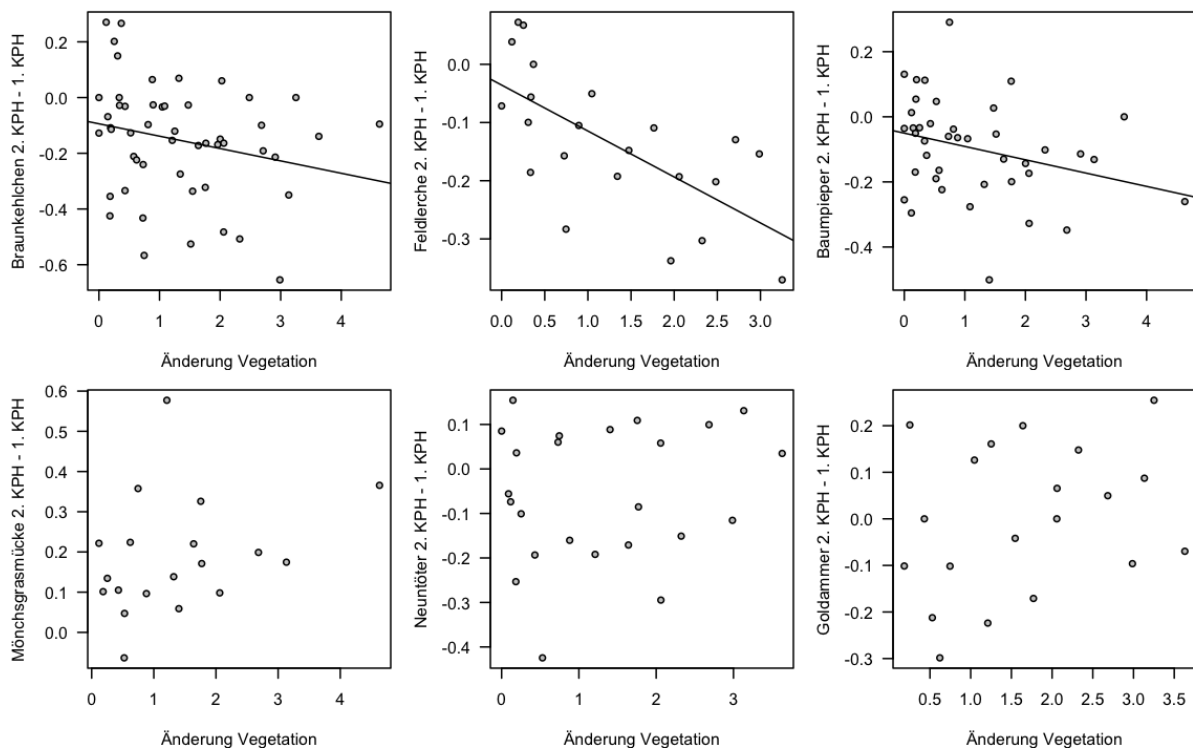 Braunkehlchen 2. KPH - 1. KPH
0.2
0.0
-0.2
-0.4
-0.6
0 1 2 3 4
Änderung Vegetation
Feldlerche 2. KPH - 1. KPH
0.0
-0.1
-0.2
-0.3
0.0 0.5 1.0 1.5 2.0 2.5 3.0
Änderung Vegetation
Baumpieper 2. KPH - 1. KPH
0.2
0.0
-0.2
-0.4
0 1 2 3 4
Änderung Vegetation
Mönchsgrasmücke 2. KPH - 1. KPH
0.6
0.5
0.4
0.3
0.2
0.1
0.0
0 1 2 3 4
Änderung Vegetation
Neuntöter 2. KPH - 1. KPH
0.1
0.0
-0.1
-0.2
-0.3
-0.4
0 1 2 3
Änderung Vegetation
Goldammer 2. KPH - 1. KPH
0.2
0.1
0.0
-0.1
-0.2
-0.3
0.5 1.0 1.5 2.0 2.5 3.0 3.5
Änderung Vegetation